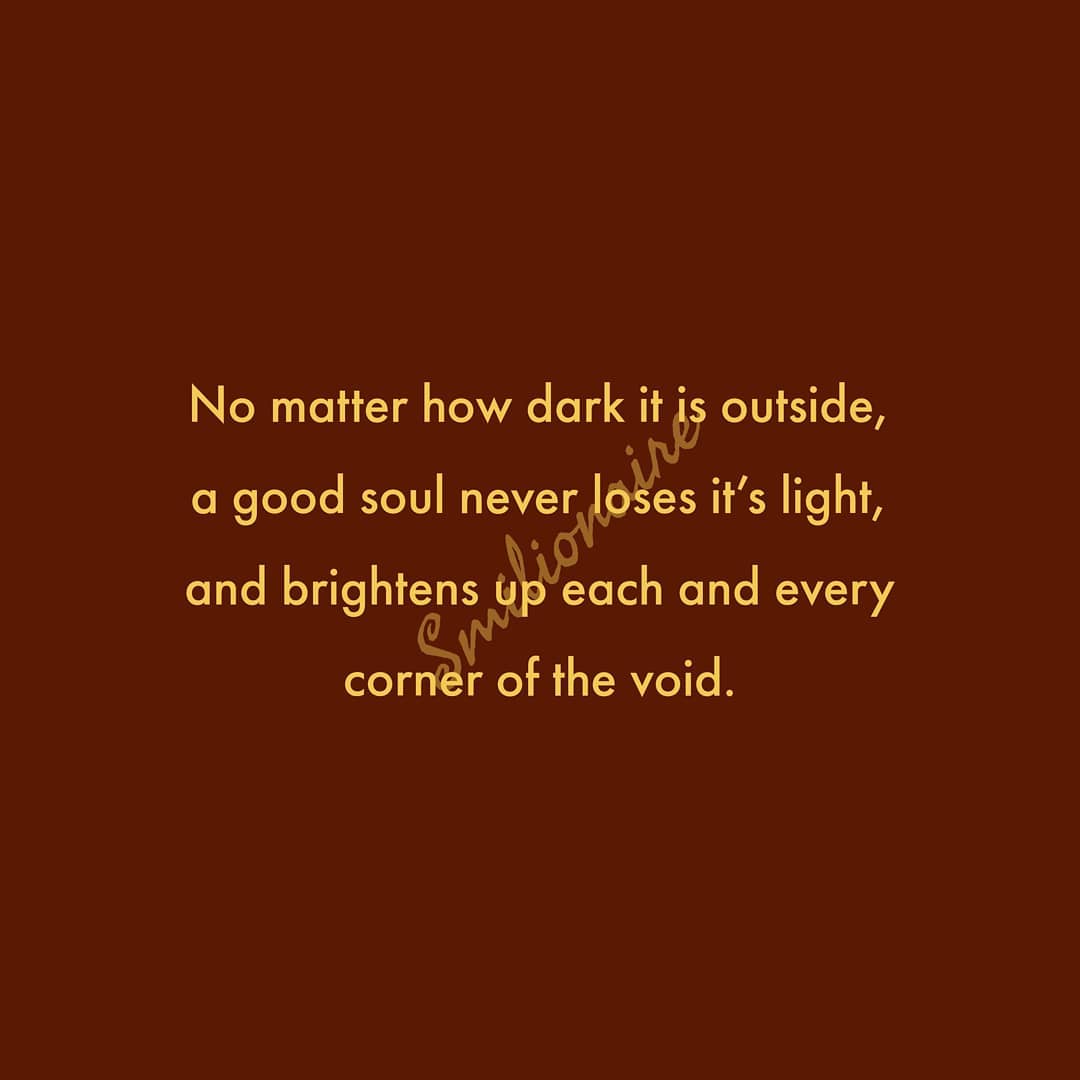 No matter how dark it is outside,
a good soul never loses it’s light,
and brightens up each and every
corner of the void.
Smilionaire